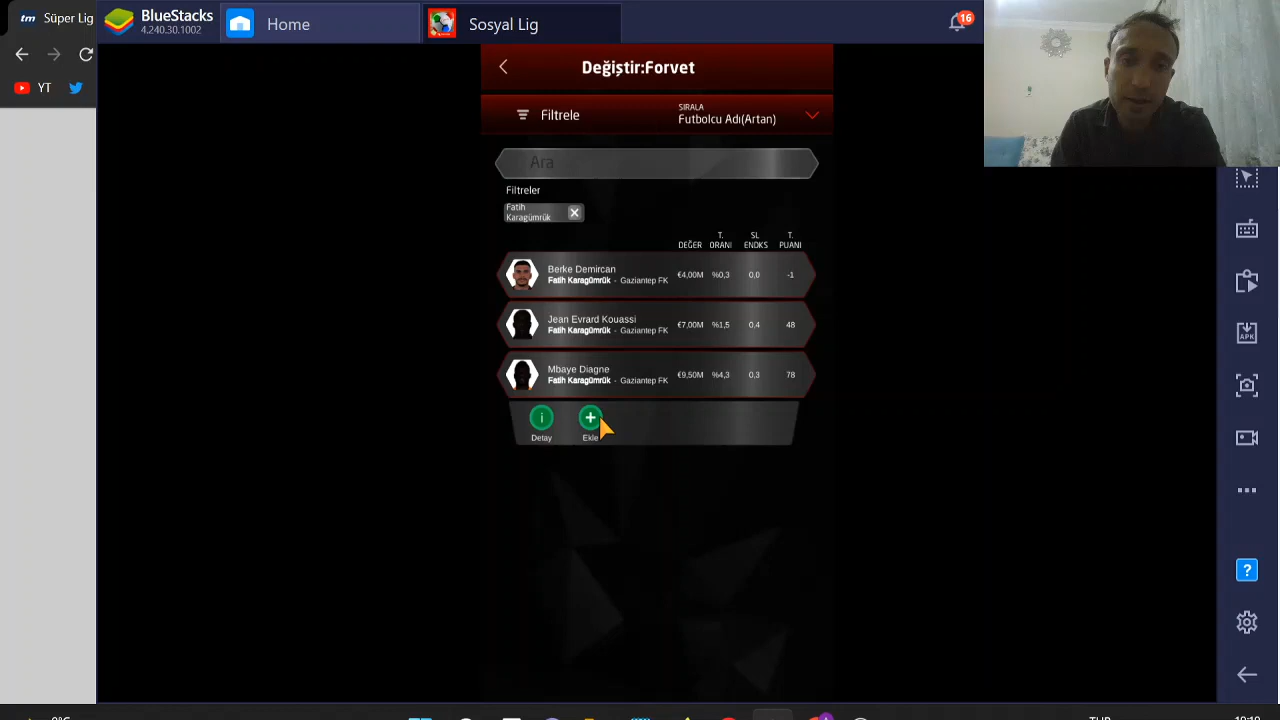 tm Süper Lig
YT
BlueStacks
4.240.30.1002
Home
Sosyal Lig
16
Değiştir:Forvet
Filtrele
SIRALA
Futbolcu Adı(Artan)
Ara
Filtreler
Fatih
Karagümrük
DEĞER
T.
ORANI
SL
ENDKS
T.
PUANI
Berke Demircan
Fatih Karagümrük - Gaziantep FK
€4,00M %0,3 0,0 -1
Jean Evrard Kouassi
Fatih Karagümrük - Gaziantep FK
€7,00M %1,5 0,4 48
Mbaye Diagne
Fatih Karagümrük - Gaziantep FK
€9,50M %4,3 0,3 78
i
Detay
Ekle
APK
?